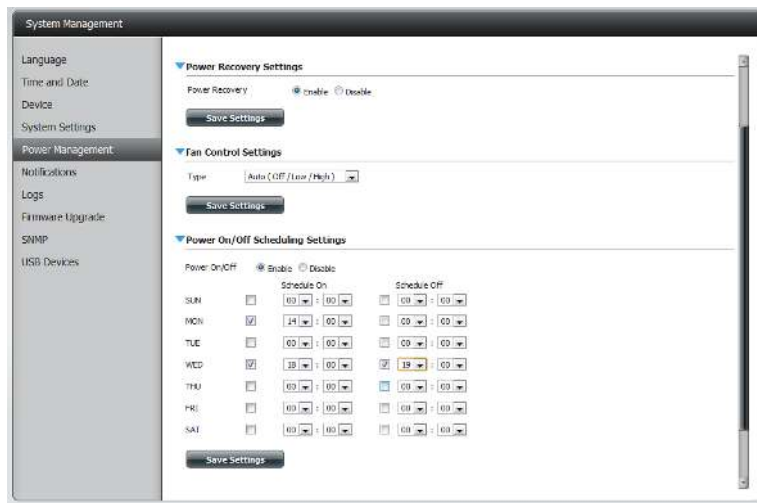 System Management
Language
Time and Date
Device
System Settings
Power Management
Notifications
Logs
Firmware Upgrade
SNMP
USB Devices
Power Recovery Settings
Power Recovery Enable Disable
Save Settings
Fan Control Settings
Type Auto ( Off / Low / High )
Save Settings
Power On/Off Scheduling Settings
Power On/Off Enable Disable
Schedule On Schedule Off
SUN 00 : 00 00 : 00
MON 14 : 00 00 : 00
TUE 00 : 00 00 : 00
WED 18 : 00 19 : 00
THU 00 : 00 00 : 00
FRI 00 : 00 00 : 00
SAT 00 : 00 00 : 00
Save Settings